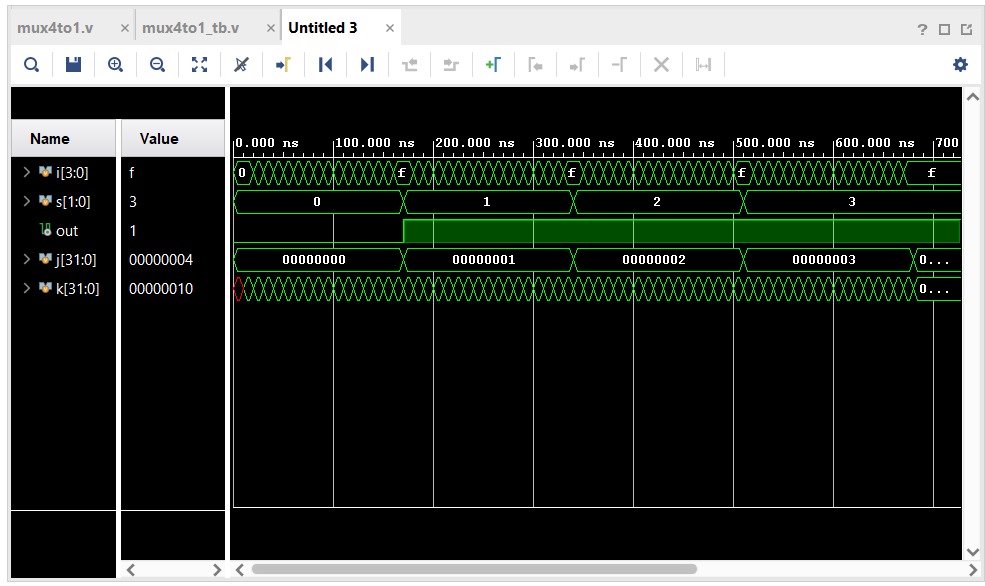 mux4to1.v × mux4to1_tb.v × Untitled 3 × ?
Name Value 0.000 ns 100.000 ns 200.000 ns 300.000 ns 400.000 ns 500.000 ns 600.000 ns 700
i[3:0] f 0 f f f f
s[1:0] 3 0 1 2 3
out 1
j[31:0] 00000004 00000000 00000001 00000002 00000003 0...
k[31:0] 00000010 0...